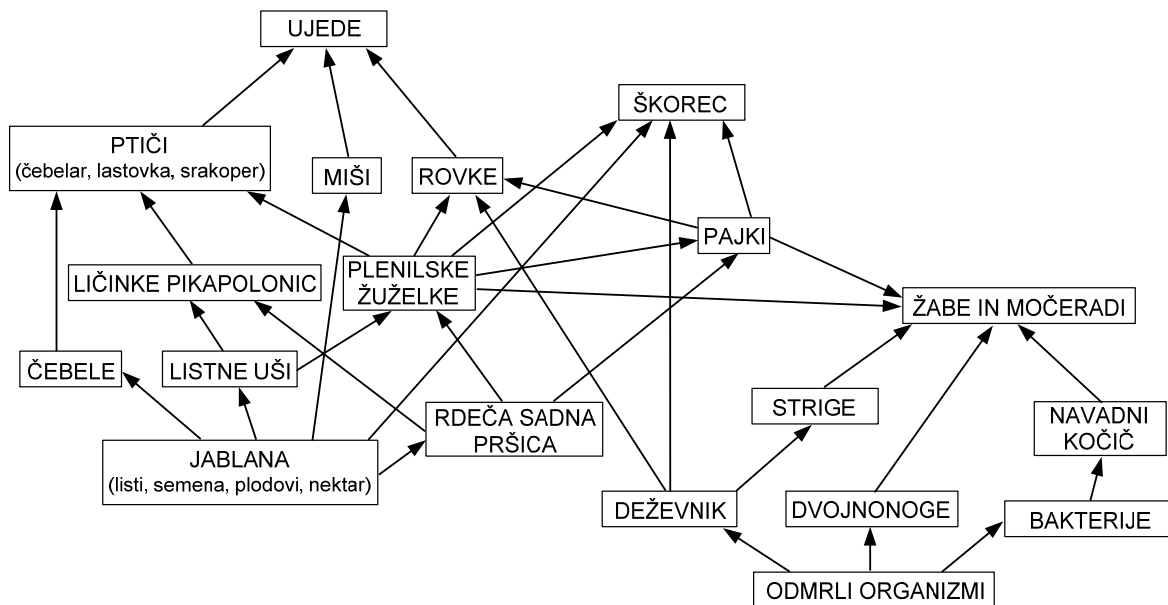 UJEDE
ŠKOREC
PTIČI
(čebelar, lastovka, srakoper)
MIŠI
ROVKE
PAJKI
LIČINKE PIKAPOLONIC
PLENILSKE
ŽUŽELKE
ŽABE IN MOČERADI
ČEBELE
LISTNE UŠI
STRIGE
RDEČA SADNA
PRŠICA
NAVADNI
KOČIČ
JABLANA
(listi, semena, plodovi, nektar)
DEŽEVNIK
DVOJNONOGE
BAKTERIJE
ODMRLI ORGANIZMI